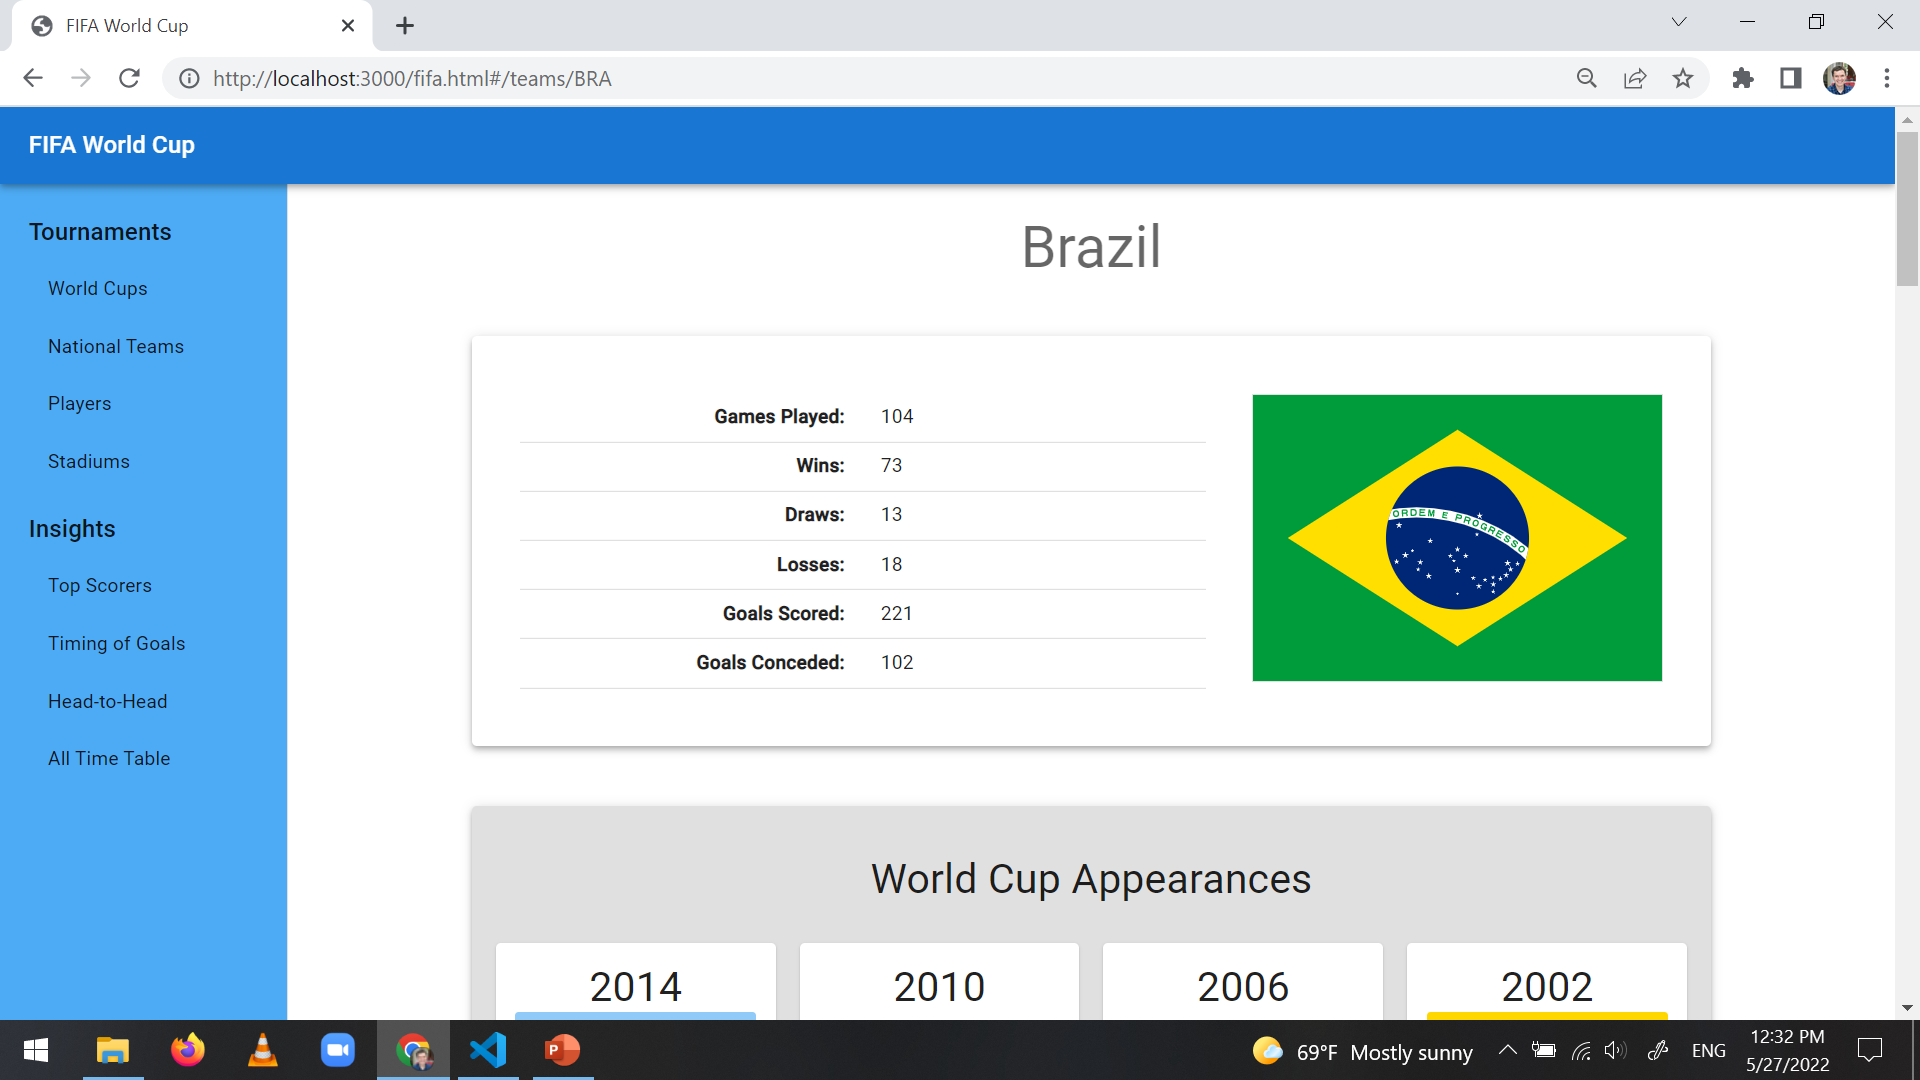 FIFA World Cup
http://localhost:3000/fifa.html#/teams/BRA
FIFA World Cup
Tournaments
World Cups
National Teams
Players
Stadiums
Insights
Top Scorers
Timing of Goals
Head-to-Head
All Time Table
Brazil
Games Played: 104
Wins: 73
Draws: 13
Losses: 18
Goals Scored: 221
Goals Conceded: 102
ORDEM E PROGRESSO
World Cup Appearances
2014 2010 2006 2002
P
69°F Mostly sunny
ENG
12:32 PM
5/27/2022